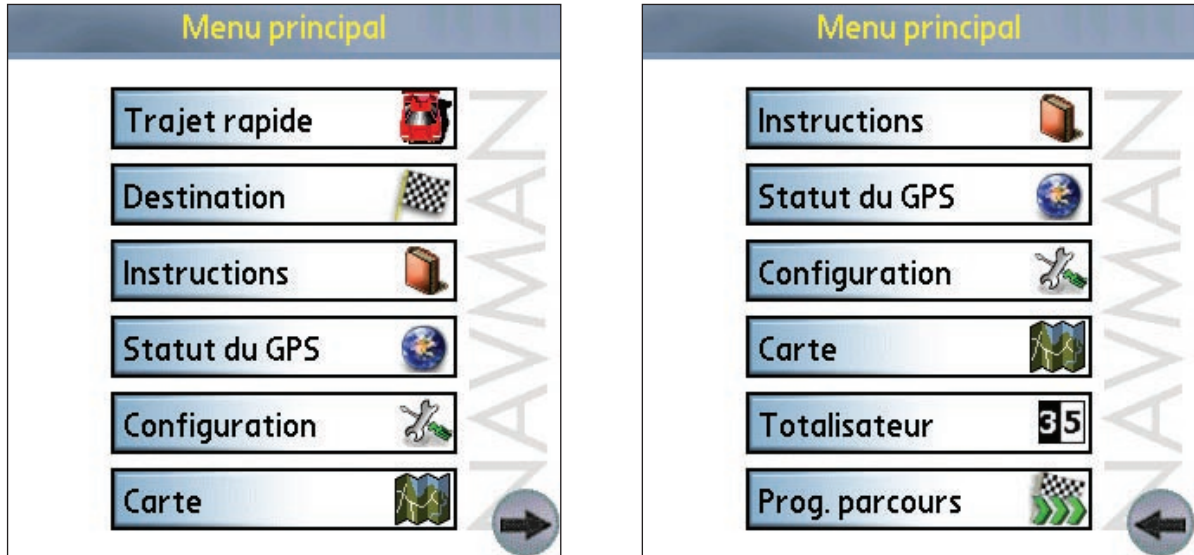 Menu principal
Trajet rapide
Destination
Instructions
Statut du GPS
Configuration
Carte
NAVMAN
Menu principal
Instructions
Statut du GPS
Configuration
Carte
Totalisateur
35
Prog. parcours
NAVMAN